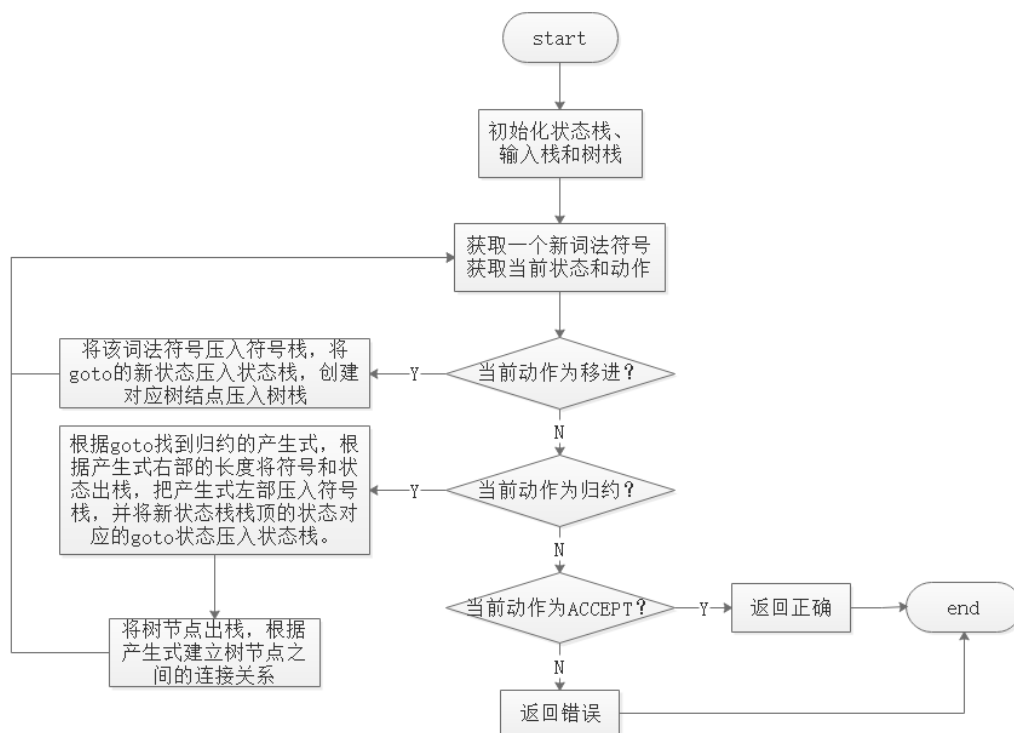 start
初始化状态栈、
输入栈和树栈
获取一个新词法符号
获取当前状态和动作
将该词法符号压入符号栈，将
goto的新状态压入状态栈，创建
对应树结点压入树栈
Y
当前动作为移进？
N
根据goto找到归约的产生式，根
据产生式右部的长度将符号和状
态出栈，把产生式左部压入符号
栈，并将新状态栈栈顶的状态对
应的goto状态压入状态栈。
Y
当前动作为归约？
N
当前动作为ACCEPT？
Y
返回正确
end
将树节点出栈，根据
产生式建立树节点之
间的连接关系
N
返回错误